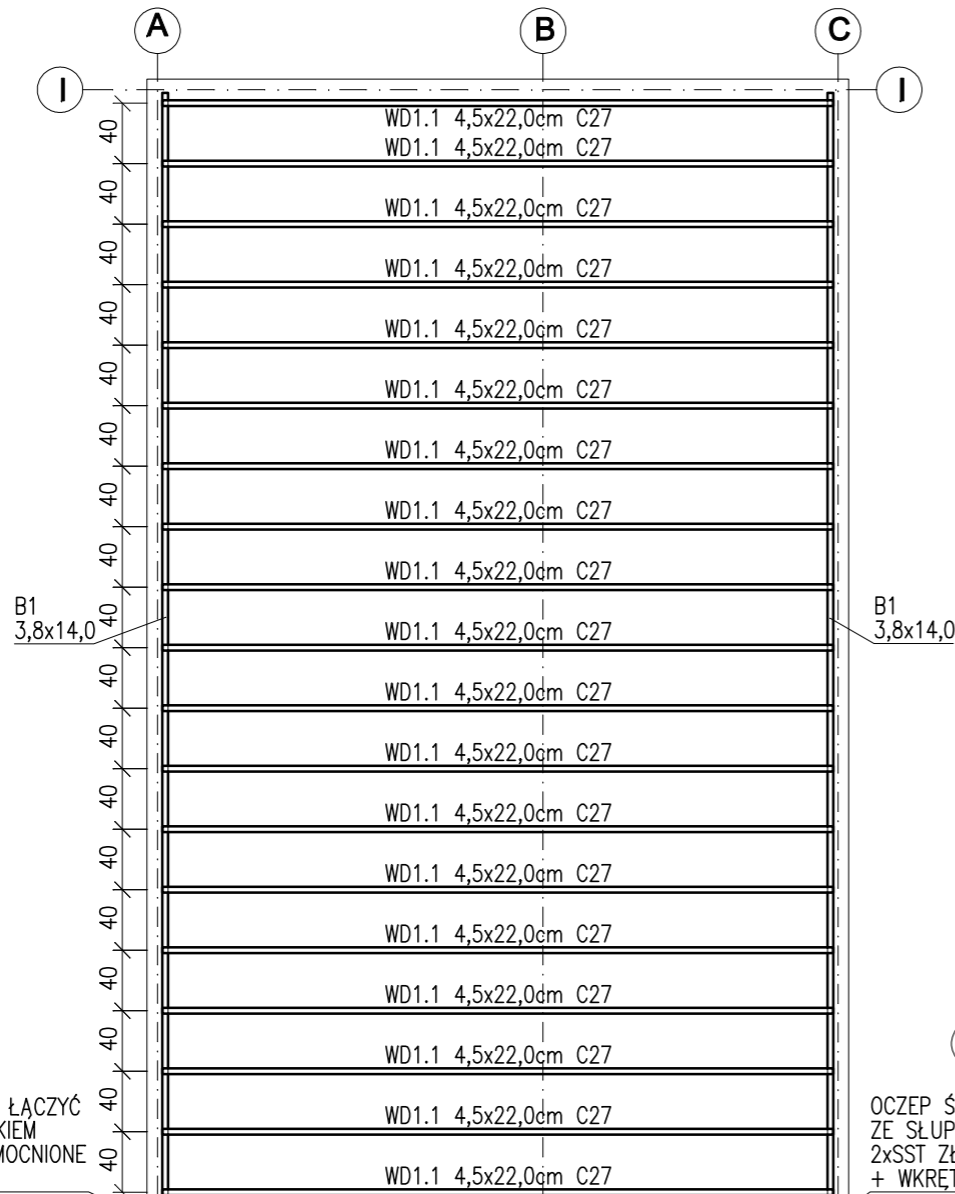 A
B
C
I
I
WD1.1 4,5x22,0cm C27
40
WD1.1 4,5x22,0cm C27
40
WD1.1 4,5x22,0cm C27
40
WD1.1 4,5x22,0cm C27
40
WD1.1 4,5x22,0cm C27
40
WD1.1 4,5x22,0cm C27
40
WD1.1 4,5x22,0cm C27
40
WD1.1 4,5x22,0cm C27
40
WD1.1 4,5x22,0cm C27
B1
3,8x14,0
40
B1
3,8x14,0
WD1.1 4,5x22,0cm C27
40
WD1.1 4,5x22,0cm C27
40
WD1.1 4,5x22,0cm C27
40
WD1.1 4,5x22,0cm C27
40
WD1.1 4,5x22,0cm C27
40
WD1.1 4,5x22,0cm C27
40
WD1.1 4,5x22,0cm C27
40
WD1.1 4,5x22,0cm C27
40
WD1.1 4,5x22,0cm C27
40
WD1.1 4,5x22,0cm C27
ŁĄCZYĆ
KIEM
MOCNIONE
OCZEP Ś
ZE SŁUP
2xSST ZŁ
+ WKRĘT